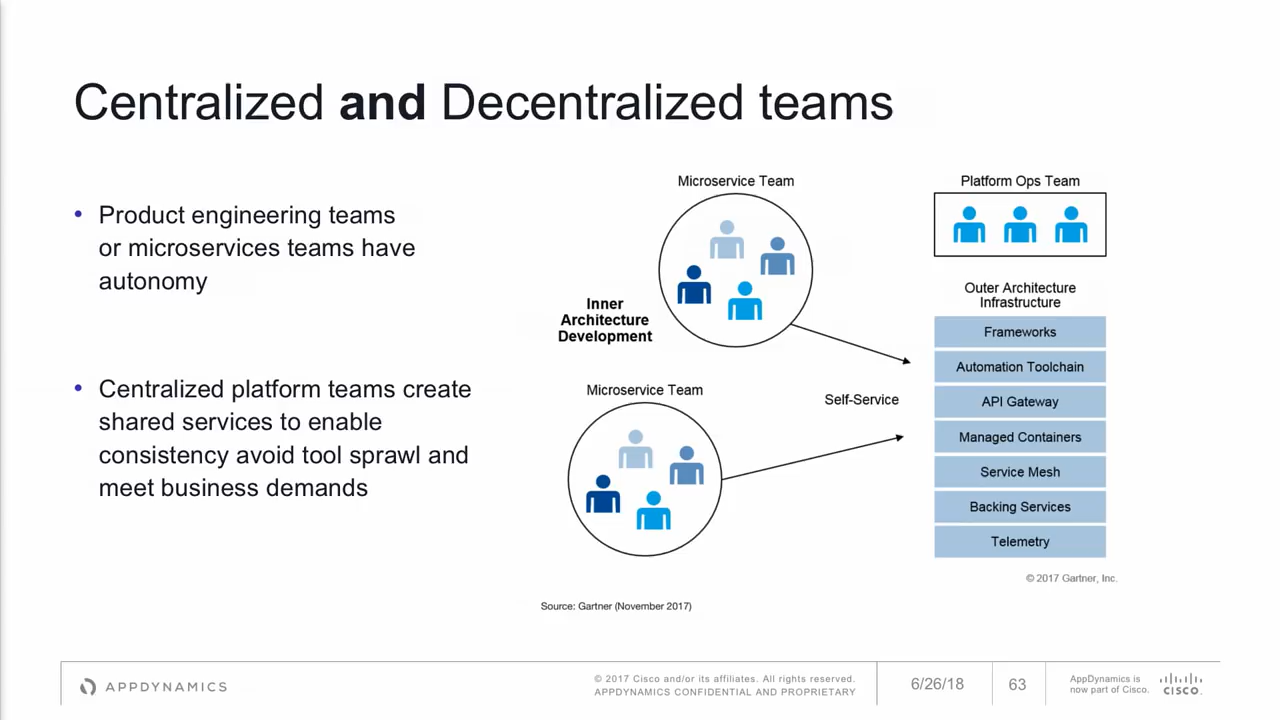 Centralized and Decentralized teams
• Product engineering teams
or microservices teams have
autonomy
• Centralized platform teams create
shared services to enable
consistency avoid tool sprawl and
meet business demands
Microservice Team
Inner
Architecture
Development
Microservice Team
Self-Service
Platform Ops Team
Outer Architecture
Infrastructure
Frameworks
Automation Toolchain
API Gateway
Managed Containers
Service Mesh
Backing Services
Telemetry
© 2017 Gartner, Inc.
Source: Gartner (November 2017)
APPDYNAMICS
© 2017 Cisco and/or its affiliates. All rights reserved.
APPDYNAMICS CONFIDENTIAL AND PROPRIETARY
6/26/18
63
AppDynamics is
now part of Cisco.
CISCO.